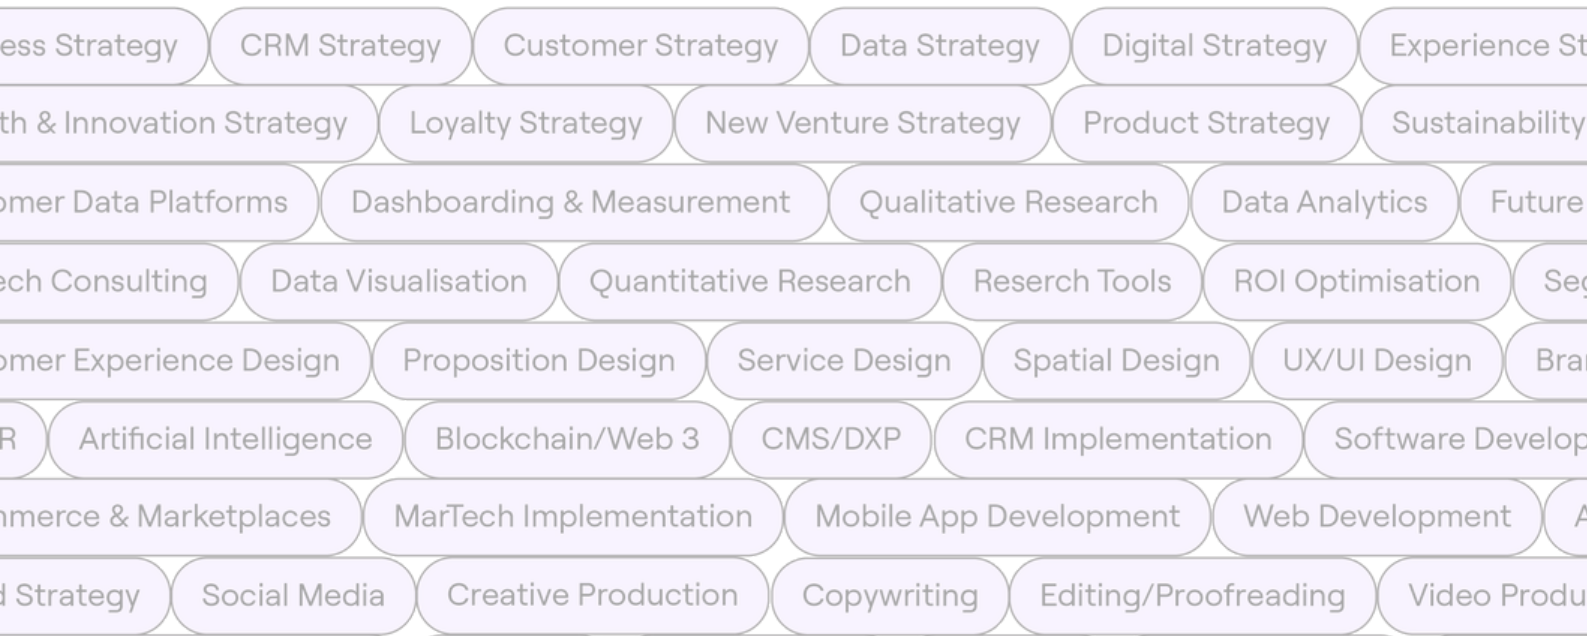 ess Strategy CRM Strategy Customer Strategy Data Strategy Digital Strategy Experience St
th & Innovation Strategy Loyalty Strategy New Venture Strategy Product Strategy Sustainability
omer Data Platforms Dashboarding & Measurement Qualitative Research Data Analytics Future
ech Consulting Data Visualisation Quantitative Research Reserch Tools ROI Optimisation Seg
omer Experience Design Proposition Design Service Design Spatial Design UX/UI Design Bra
R Artificial Intelligence Blockchain/Web 3 CMS/DXP CRM Implementation Software Develop
mmerce & Marketplaces MarTech Implementation Mobile App Development Web Development A
d Strategy Social Media Creative Production Copywriting Editing/Proofreading Video Produ